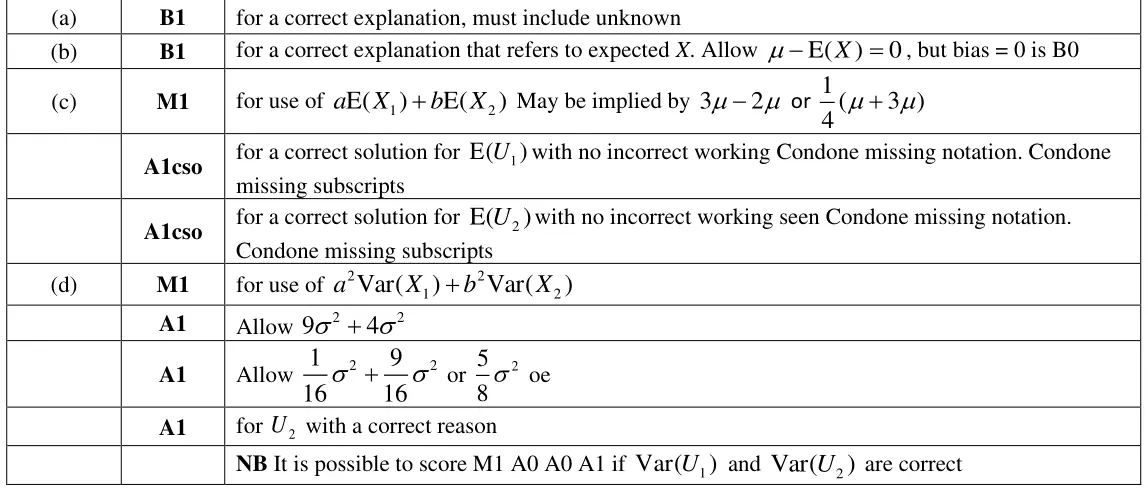 (a) B1 for a correct explanation, must include unknown
(b) B1 for a correct explanation that refers to expected X. Allow μ − E(X) = 0, but bias = 0 is B0
(c) M1 for use of aE(X₁) + bE(X₂) May be implied by 3μ − 2μ or 1/4(μ + 3μ)
A1cso for a correct solution for E(U₁) with no incorrect working Condone missing notation. Condone
missing subscripts
A1cso for a correct solution for E(U₂) with no incorrect working seen Condone missing notation.
Condone missing subscripts
(d) M1 for use of a²Var(X₁) + b²Var(X₂)
A1 Allow 9σ² + 4σ²
A1 Allow 1/16σ² + 9/16σ² or 5/8σ² oe
A1 for U₂ with a correct reason
NB It is possible to score M1 A0 A0 A1 if Var(U₁) and Var(U₂) are correct